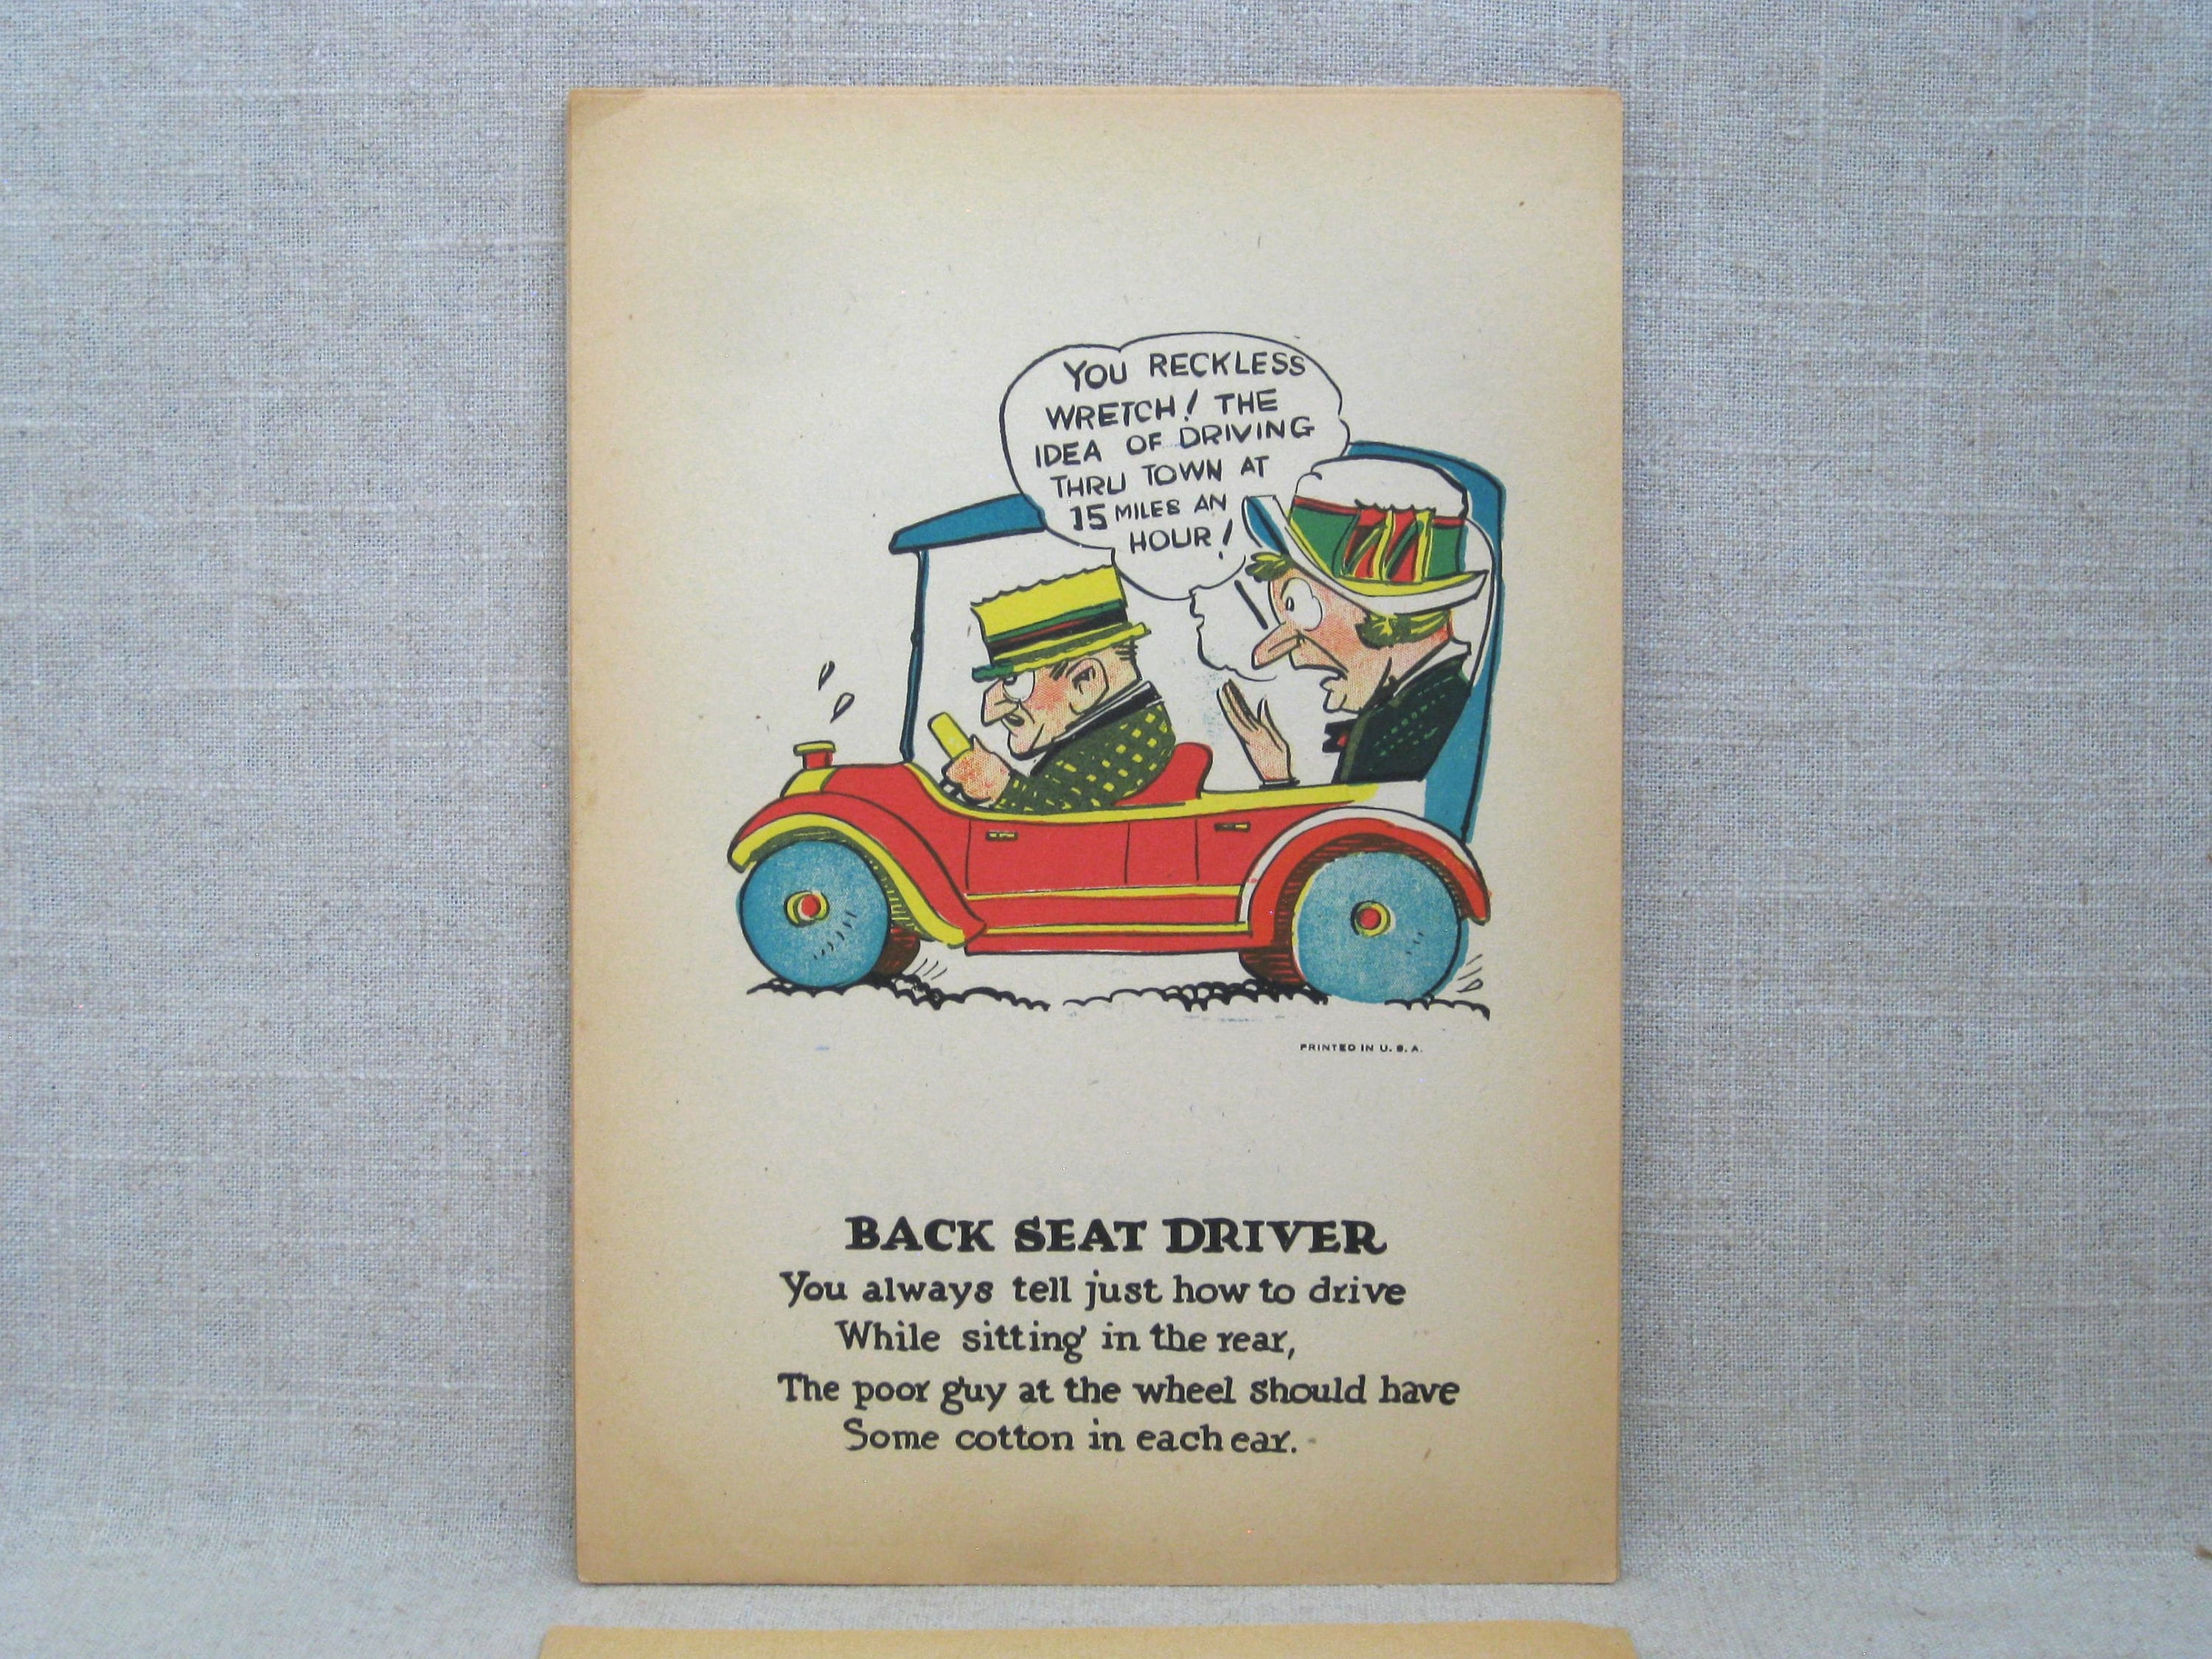 YOU RECKLESS
WRETCH! THE
IDEA OF DRIVING
THRU TOWN AT
15 MILES AN
HOUR!
PRINTED IN U.S.A.
BACK SEAT DRIVER
You always tell just how to drive
While sitting in the rear,
The poor guy at the wheel should have
Some cotton in each ear.